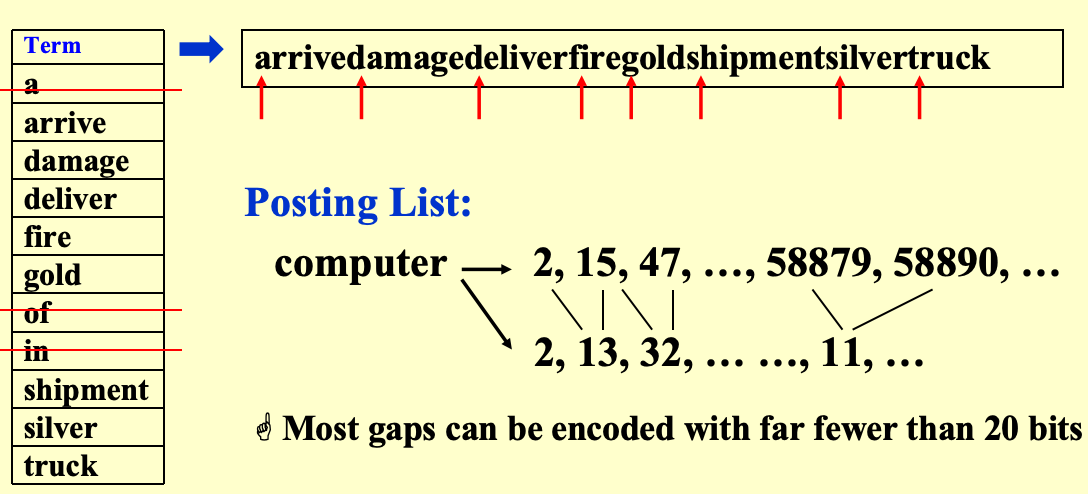 Term
a
arrive
damage
deliver
fire
gold
of
in
shipment
silver
truck
arrivedamagedeliverfiregoldshipmentsilvertruck
Posting List:
computer 2, 15, 47, …, 58879, 58890, …
2, 13, 32, … …, 11, …
☝ Most gaps can be encoded with far fewer than 20 bits